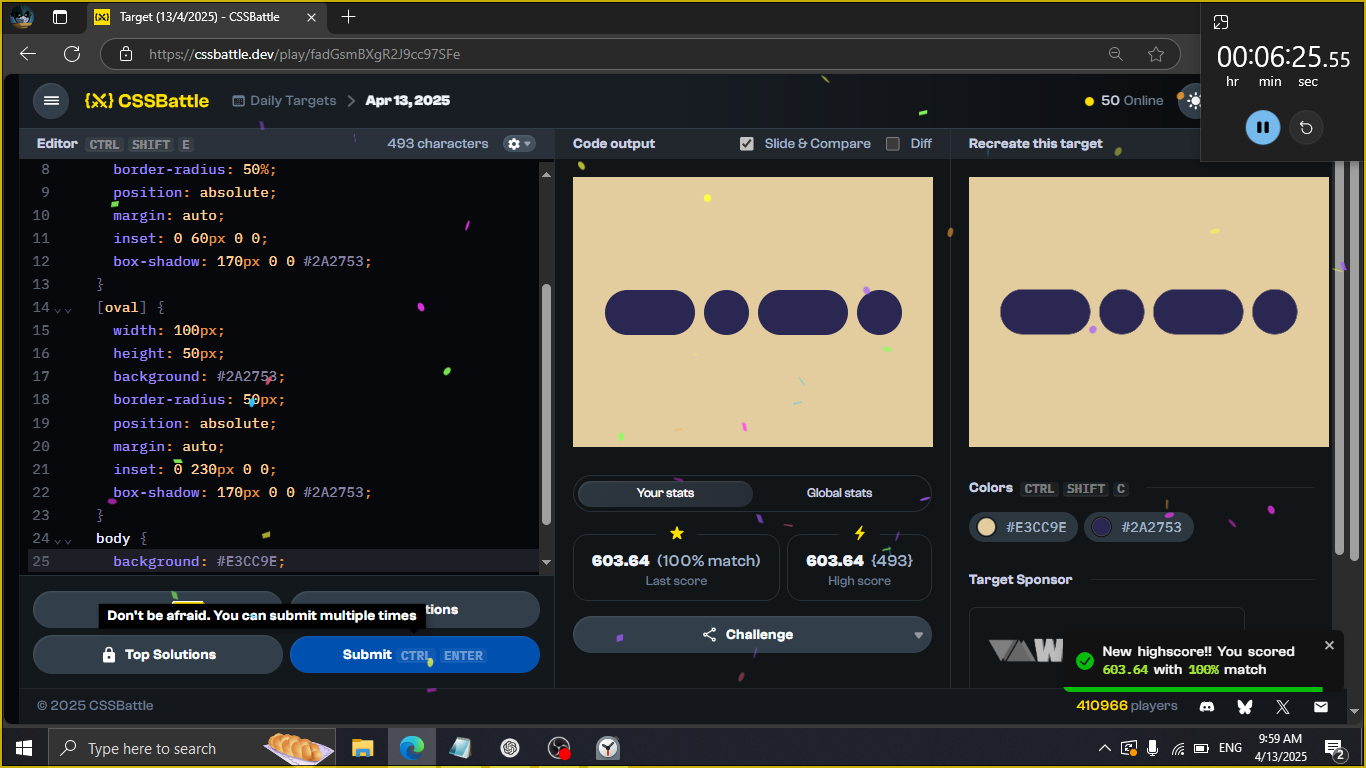 Target (13/4/2025) - CSSBattle
https://cssbattle.dev/play/fadGsmBXgR2J9cc97SFe
00:06:25.55
hr min sec
{X} CSSBattle
Daily Targets
Apr 13, 2025
50 Online
Editor CTRL SHIFT E
493 characters
Code output
Slide & Compare
Diff
Recreate this target
8 border-radius: 50%;
9 position: absolute;
10 margin: auto;
11 inset: 0 60px 0 0;
12 box-shadow: 170px 0 0 #2A2753;
13 }
14 [oval] {
15 width: 100px;
16 height: 50px;
17 background: #2A2753;
18 border-radius: 50px;
19 position: absolute;
20 margin: auto;
21 inset: 0 230px 0 0;
22 box-shadow: 170px 0 0 #2A2753;
23 }
24 body {
25 background: #E3CC9E;
Don't be afraid. You can submit multiple times
Top Solutions
Submit CTRL ENTER
Your stats
Global stats
603.64 (100% match)
Last score
603.64 {493}
High score
Challenge
Colors CTRL SHIFT C
#E3CC9E
#2A2753
Target Sponsor
W
New highscore!! You scored
603.64 with 100% match
© 2025 CSSBattle
410966 players
Type here to search
ENG
9:59 AM
4/13/2025
2